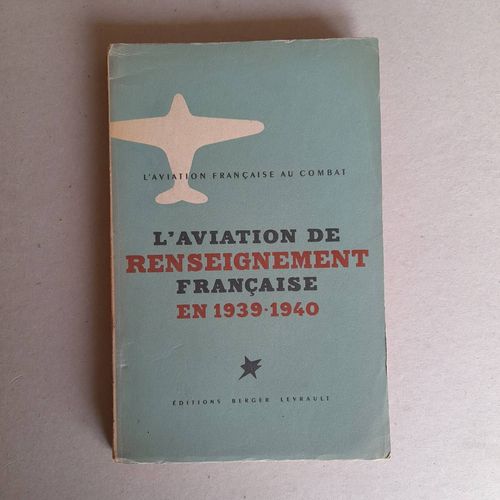 L'AVIATION FRANÇAISE AU COMBAT
L'AVIATION DE
RENSEIGNEMENT
FRANÇAISE
EN 1939-1940
ÉDITIONS BERGER LEVRAULT